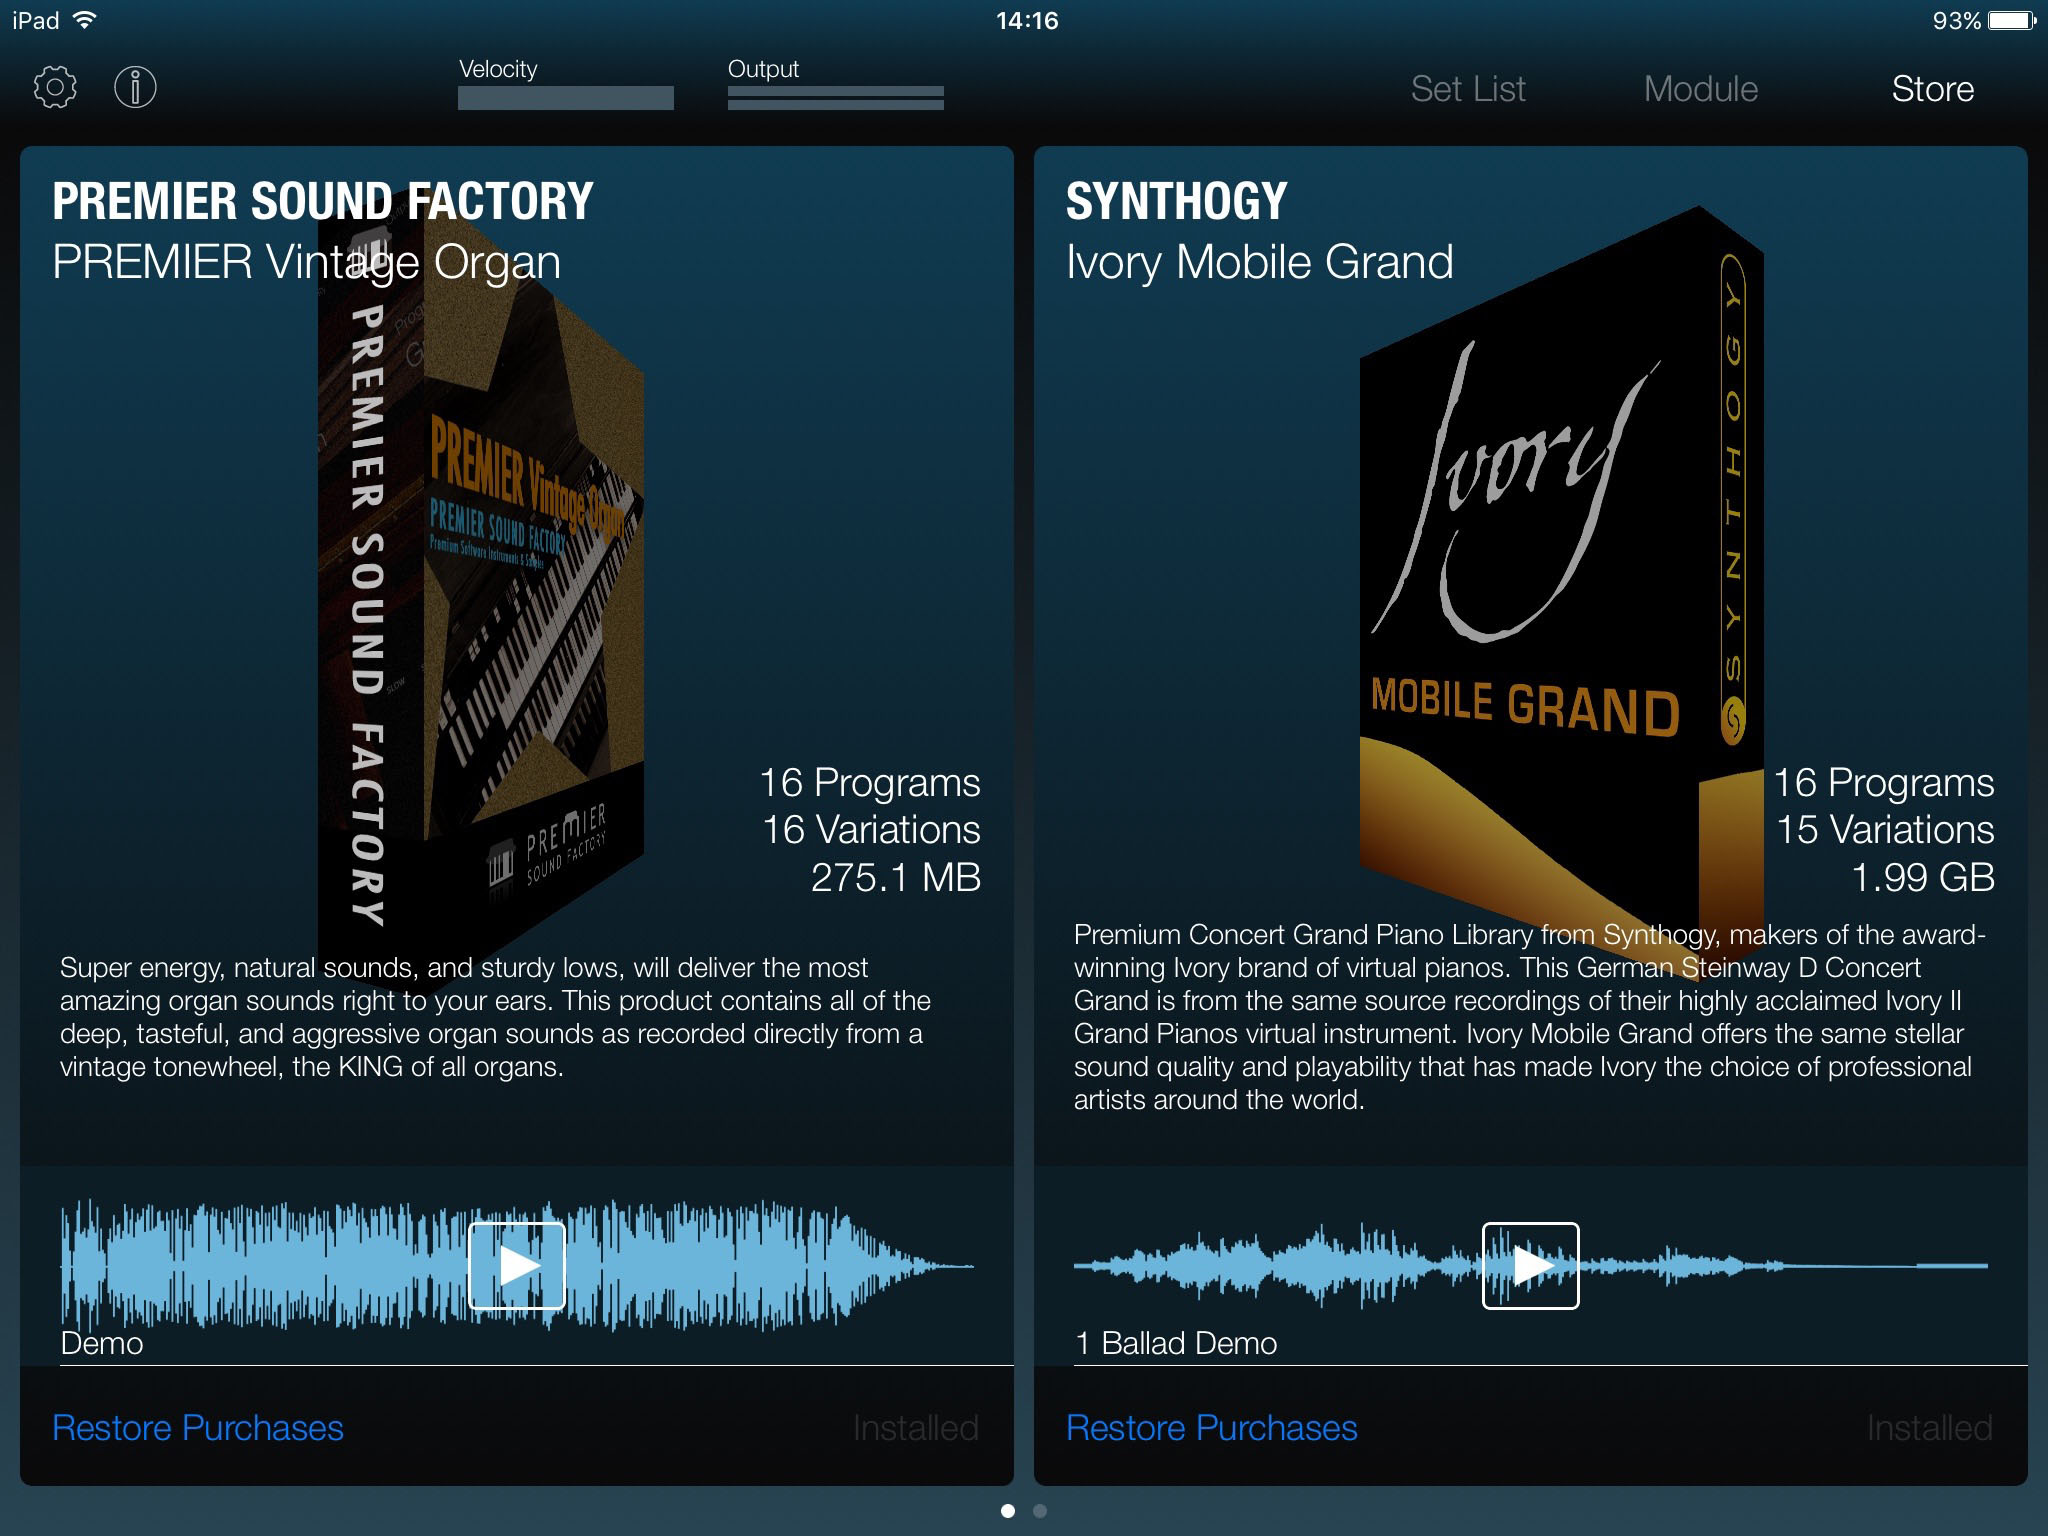 iPad
14:16
93%
Velocity
Output
Set List
Module
Store
PREMIER SOUND FACTORY
PREMIER Vintage Organ
PREMIER SOUND FACTORY
PREMIER Vintage Organ
PREMIER SOUND FACTORY
Premium Software Instruments & Samples
SLOW
PREMIER
SOUND FACTORY
16 Programs
16 Variations
275.1 MB
Super energy, natural sounds, and sturdy lows, will deliver the most
amazing organ sounds right to your ears. This product contains all of the
deep, tasteful, and aggressive organ sounds as recorded directly from a
vintage tonewheel, the KING of all organs.
Demo
Restore Purchases
Installed
SYNTHOGY
Ivory Mobile Grand
Ivory
MOBILE GRAND
SYNTHOGY
16 Programs
15 Variations
1.99 GB
Premium Concert Grand Piano Library from Synthogy, makers of the award-
winning Ivory brand of virtual pianos. This German Steinway D Concert
Grand is from the same source recordings of their highly acclaimed Ivory II
Grand Pianos virtual instrument. Ivory Mobile Grand offers the same stellar
sound quality and playability that has made Ivory the choice of professional
artists around the world.
1 Ballad Demo
Restore Purchases
Installed